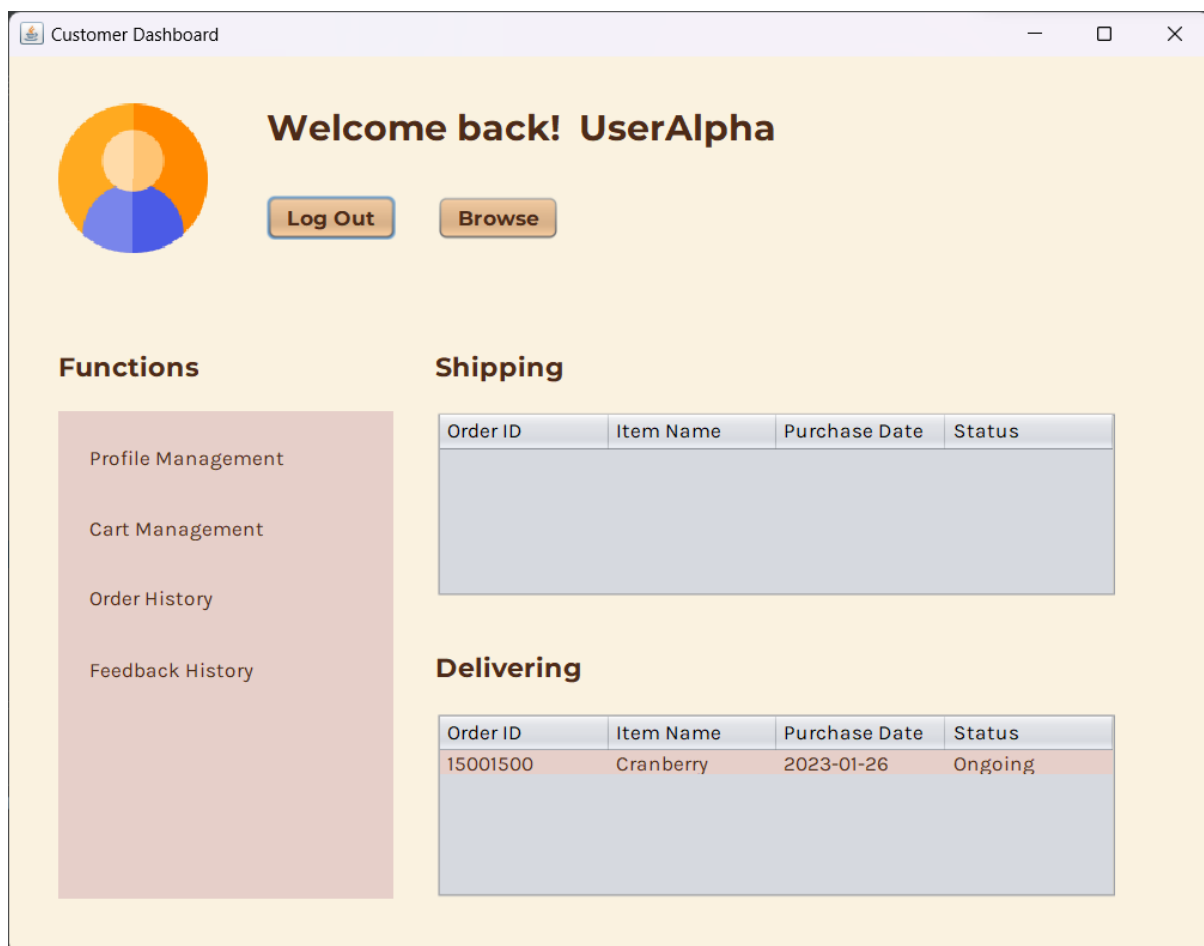 Customer Dashboard
Welcome back! UserAlpha
Log Out Browse
Functions
Profile Management
Cart Management
Order History
Feedback History
Shipping
Order ID Item Name Purchase Date Status
Delivering
Order ID Item Name Purchase Date Status
15001500 Cranberry 2023-01-26 Ongoing